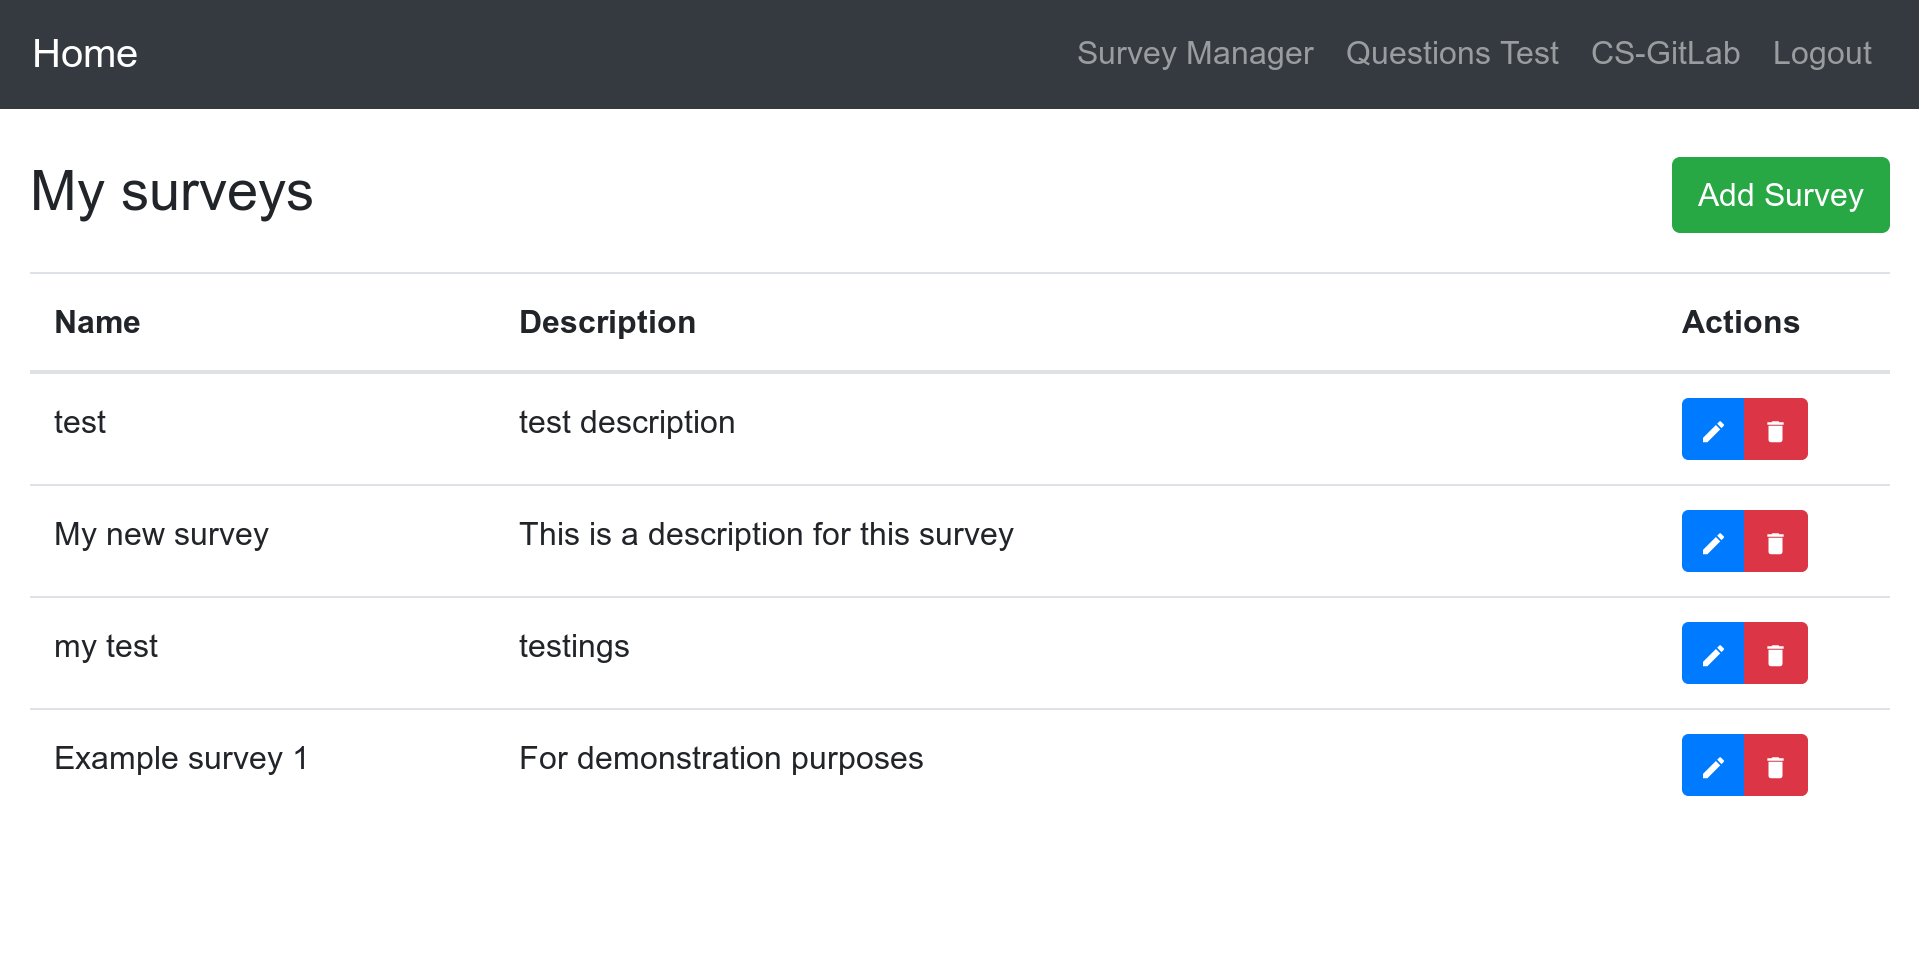 Home Survey Manager Questions Test CS-GitLab Logout
My surveys Add Survey
Name Description Actions
test test description
My new survey This is a description for this survey
my test testings
Example survey 1 For demonstration purposes